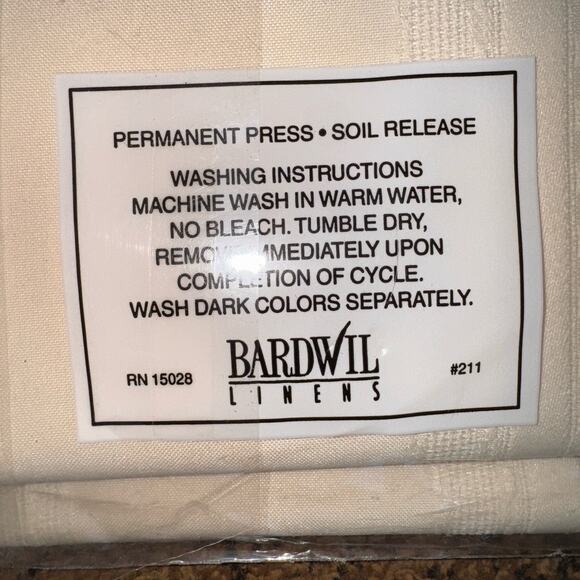 PERMANENT PRESS • SOIL RELEASE
WASHING INSTRUCTIONS
MACHINE WASH IN WARM WATER,
NO BLEACH. TUMBLE DRY,
REMOVE IMMEDIATELY UPON
COMPLETION OF CYCLE.
WASH DARK COLORS SEPARATELY.
RN 15028
BARDWIL
LINENS
#211